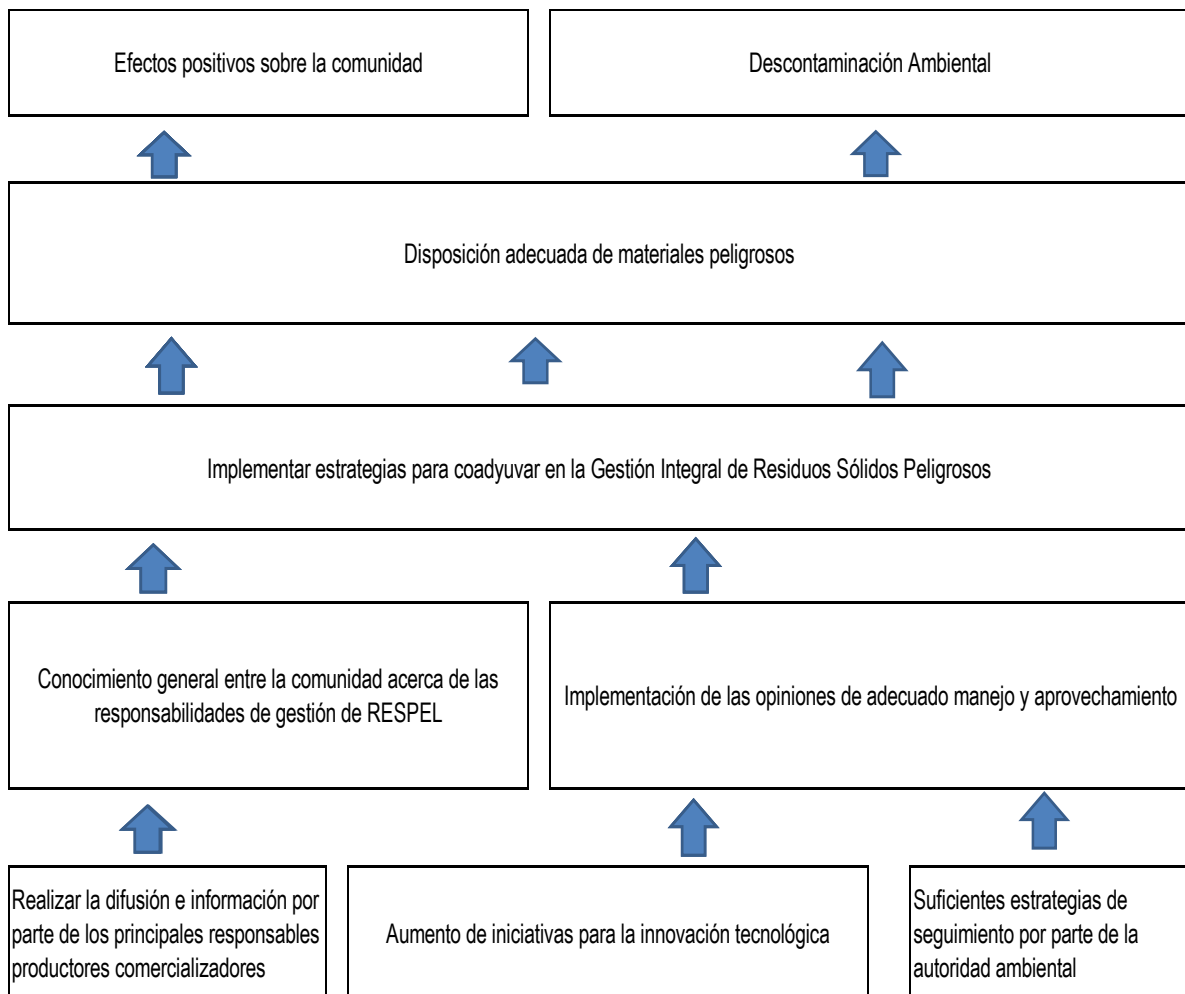 Efectos positivos sobre la comunidad
Descontaminación Ambiental
Disposición adecuada de materiales peligrosos
Implementar estrategias para coadyuvar en la Gestión Integral de Residuos Sólidos Peligrosos
Conocimiento general entre la comunidad acerca de las
responsabilidades de gestión de RESPEL
Implementación de las opiniones de adecuado manejo y aprovechamiento
Realizar la difusión e información por
parte de los principales responsables
productores comercializadores
Aumento de iniciativas para la innovación tecnológica
Suficientes estrategias de
seguimiento por parte de la
autoridad ambiental